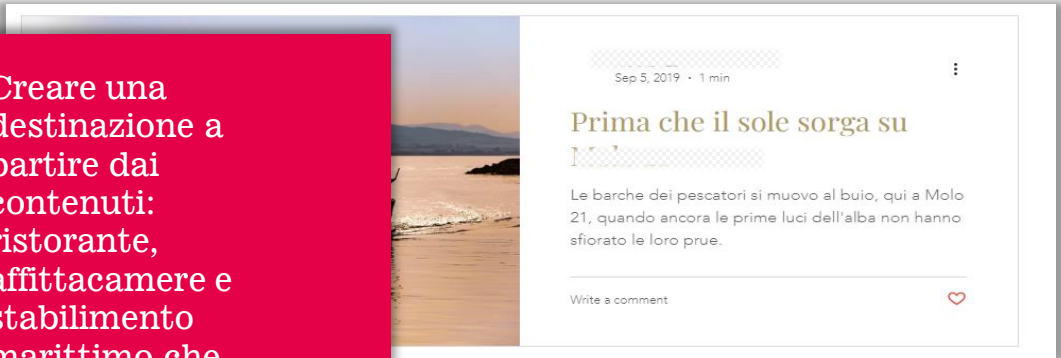 Creare una
destinazione a
partire dai
contenuti:
ristorante,
affittacamere e
stabilimento
marittimo che
Sep 5, 2019 • 1 min
Prima che il sole sorga su
Le barche dei pescatori si muovo al buio, qui a Molo
21, quando ancora le prime luci dell'alba non hanno
sfiorato le loro prue.
Write a comment